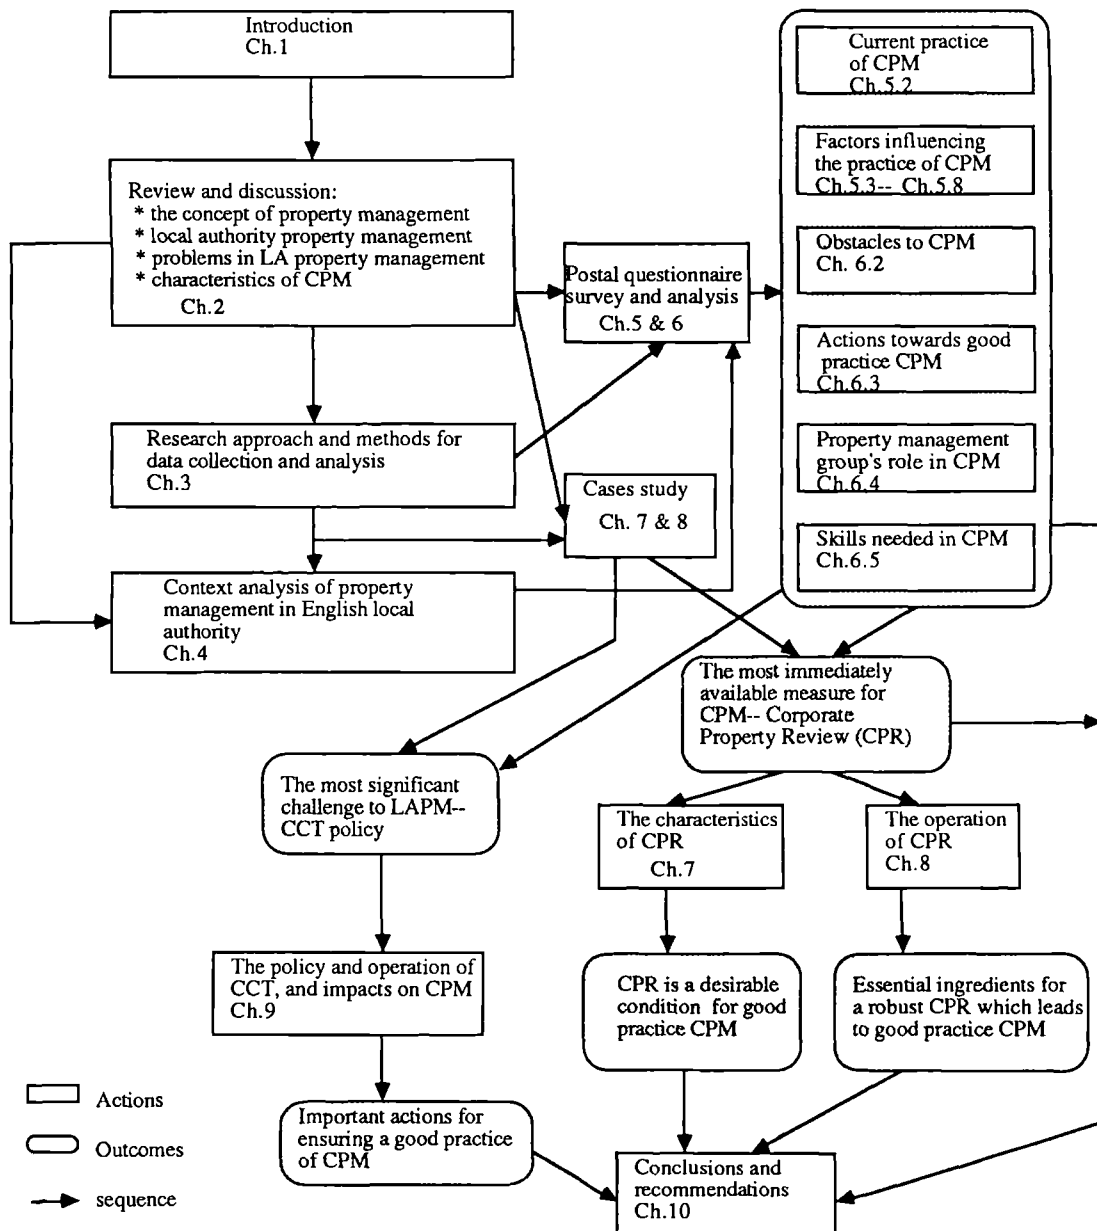 Introduction
Ch.1
Review and discussion:
* the concept of property management
* local authority property management
* problems in LA property management
* characteristics of CPM
Ch.2
Research approach and methods for
data collection and analysis
Ch.3
Context analysis of property
management in English local
authority
Ch.4
Postal questionnaire
survey and analysis
Ch.5 & 6
Cases study
Ch. 7 & 8
Current practice
of CPM
Ch.5.2
Factors influencing
the practice of CPM
Ch.5.3-- Ch.5.8
Obstacles to CPM
Ch. 6.2
Actions towards good
practice CPM
Ch.6.3
Property management
group's role in CPM
Ch.6.4
Skills needed in CPM
Ch.6.5
The most immediately
available measure for
CPM-- Corporate
Property Review (CPR)
The most significant
challenge to LAPM--
CCT policy
The characteristics
of CPR
Ch.7
The operation
of CPR
Ch.8
The policy and operation of
CCT, and impacts on CPM
Ch.9
CPR is a desirable
condition for good
practice CPM
Essential ingredients for
a robust CPR which leads
to good practice CPM
Important actions for
ensuring a good practice
of CPM
Conclusions and
recommendations
Ch.10
Actions
Outcomes
sequence